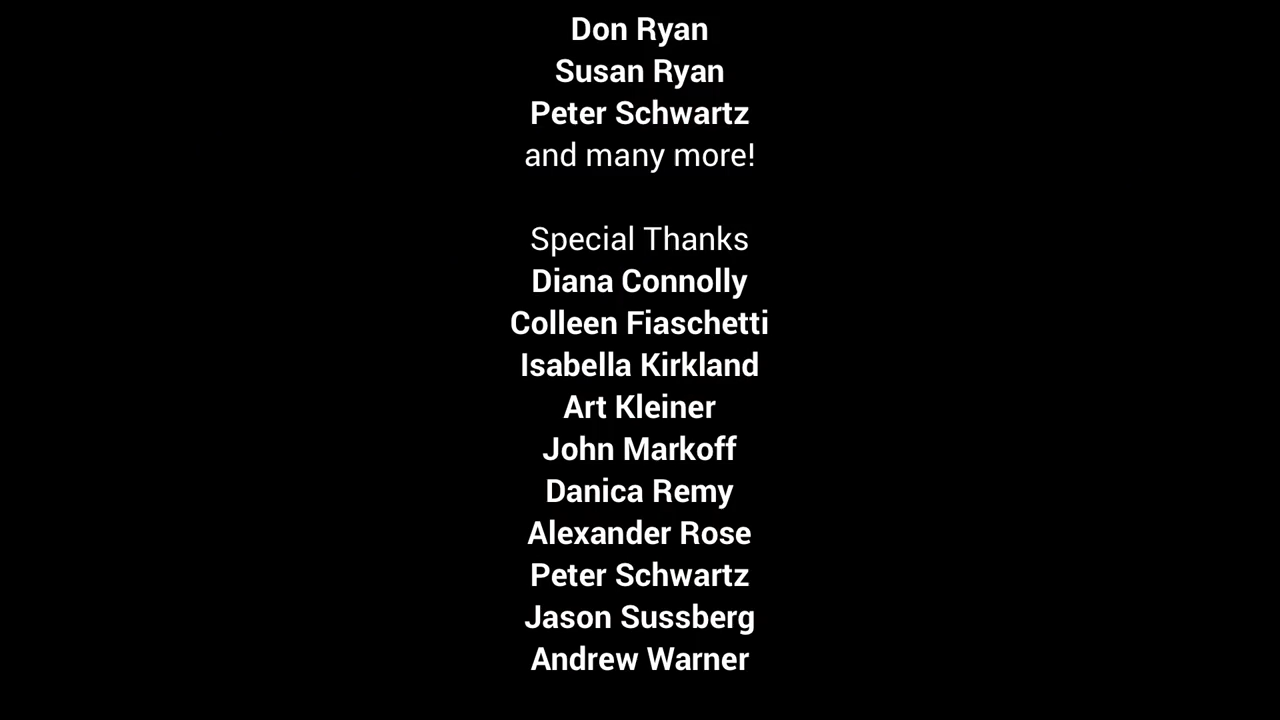 Don Ryan
Susan Ryan
Peter Schwartz
and many more!
Special Thanks
Diana Connolly
Colleen Fiaschetti
Isabella Kirkland
Art Kleiner
John Markoff
Danica Remy
Alexander Rose
Peter Schwartz
Jason Sussberg
Andrew Warner